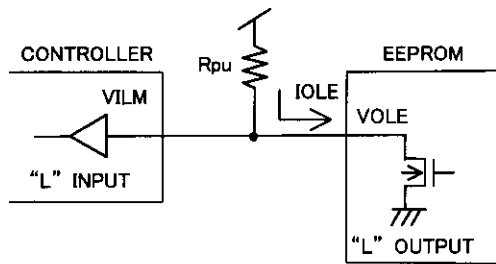 CONTROLLER
EEPROM
Rpu
VILM
IOLE
VOLE
“L” INPUT
“L” OUTPUT